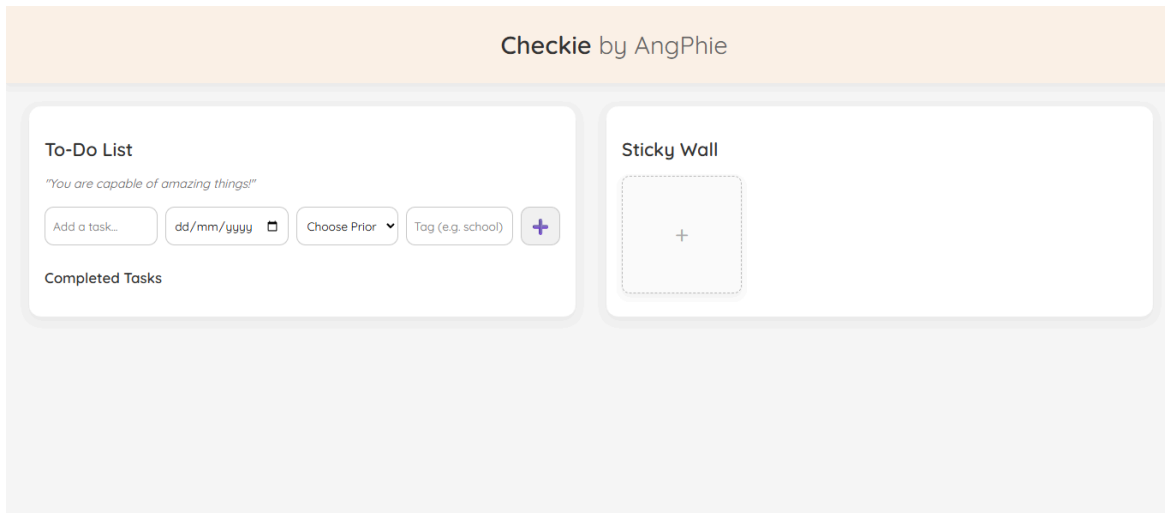 Checkie by AngPhie
To-Do List
"You are capable of amazing things!"
Add a task...
dd/mm/yyyy
Choose Prior
Tag (e.g. school)
+
Completed Tasks
Sticky Wall
+